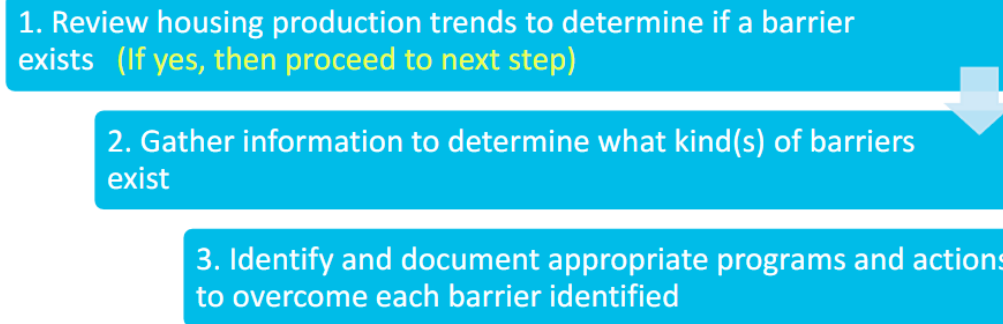 1. Review housing production trends to determine if a barrier
exists (If yes, then proceed to next step)
2. Gather information to determine what kind(s) of barriers
exist
3. Identify and document appropriate programs and actions
to overcome each barrier identified